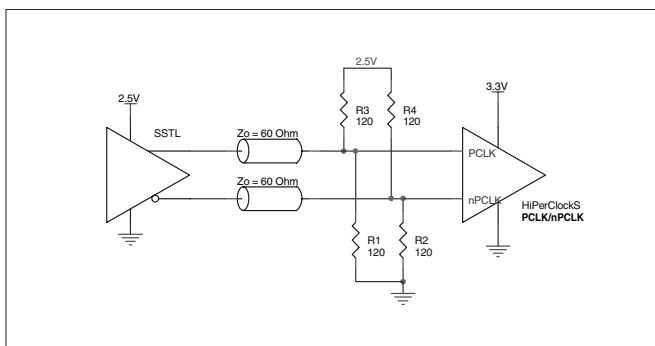 2.5V
3.3V
2.5V
R3
120
R4
120
SSTL
Zo = 60 Ohm
PCLK
Zo = 60 Ohm
nPCLK
HiPerClockS
PCLK/nPCLK
R1
120
R2
120